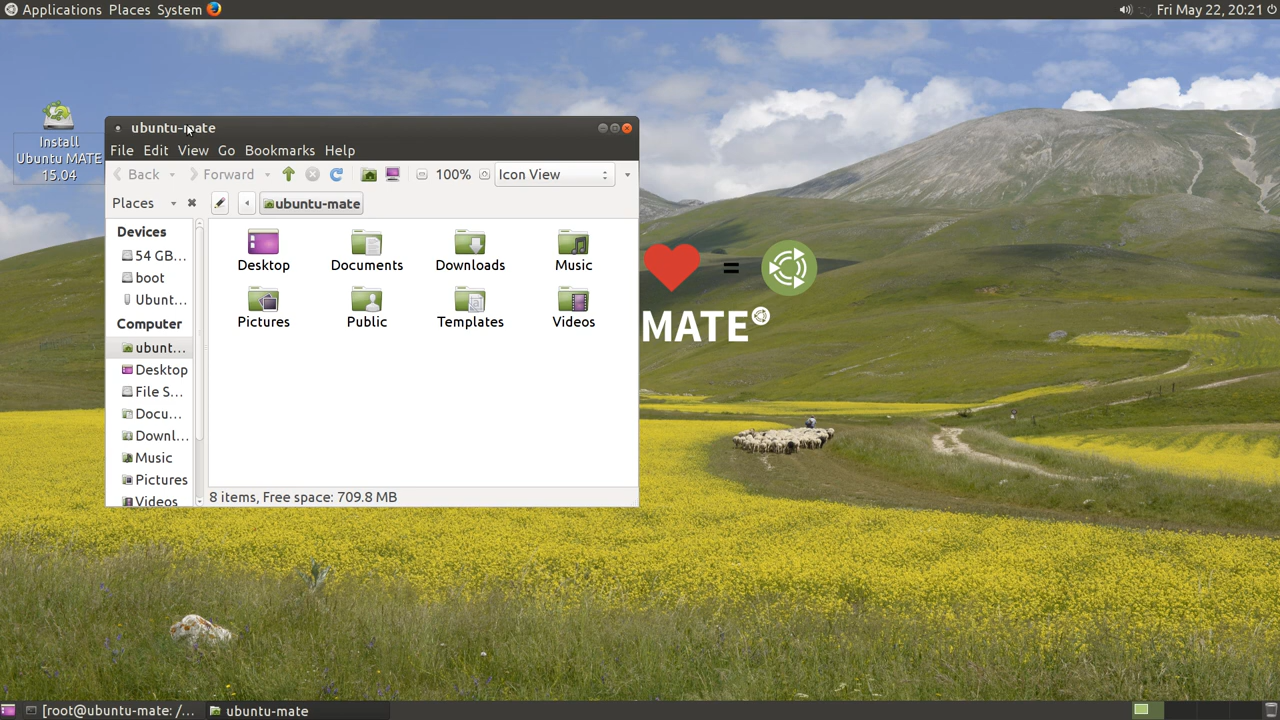 Applications Places System
Fri May 22, 20:21
Install
Ubuntu MATE
15.04
ubuntu-mate
File Edit View Go Bookmarks Help
Back
Forward
100%
Icon View
Places
ubuntu-mate
Devices
54 GB...
boot
Ubunt...
Computer
ubunt...
Desktop
File S...
Docu...
Downl...
Music
Pictures
Videos
Desktop
Documents
Downloads
Music
Pictures
Public
Templates
Videos
8 items, Free space: 709.8 MB
=
MATE
[root@ubuntu-mate: /...
ubuntu-mate